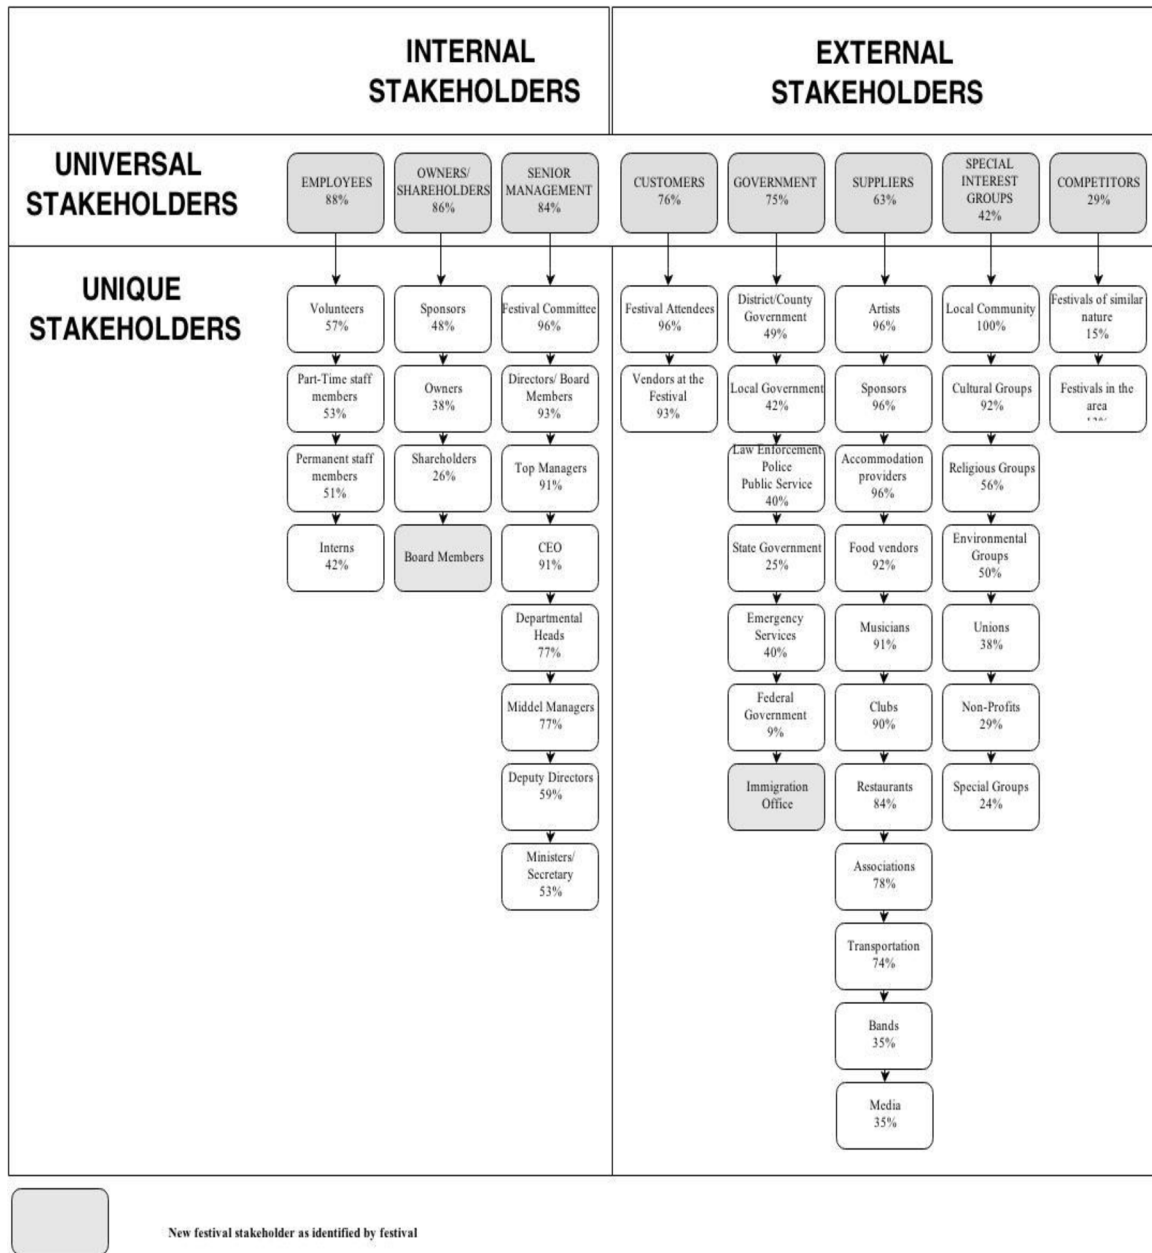 INTERNAL
STAKEHOLDERS
EXTERNAL
STAKEHOLDERS
UNIVERSAL
STAKEHOLDERS
EMPLOYEES
88%
OWNERS/
SHAREHOLDERS
86%
SENIOR
MANAGEMENT
84%
CUSTOMERS
76%
GOVERNMENT
75%
SUPPLIERS
63%
SPECIAL
INTEREST
GROUPS
42%
COMPETITORS
29%
UNIQUE
STAKEHOLDERS
Volunteers
57%
Part-Time staff
members
53%
Permanent staff
members
51%
Interns
42%
Sponsors
48%
Owners
38%
Shareholders
26%
Board Members
Festival Committee
96%
Directors/ Board
Members
93%
Top Managers
91%
CEO
91%
Departmental
Heads
77%
Middel Managers
77%
Deputy Directors
59%
Ministers/
Secretary
53%
Festival Attendees
96%
Vendors at the
Festival
93%
District/County
Government
49%
Local Government
42%
Law Enforcement
Police
Public Service
40%
State Government
25%
Emergency
Services
40%
Federal
Government
9%
Immigration
Office
Artists
96%
Sponsors
96%
Accommodation
providers
96%
Food vendors
92%
Musicians
91%
Clubs
90%
Restaurants
84%
Associations
78%
Transportation
74%
Bands
35%
Media
35%
Local Community
100%
Cultural Groups
92%
Religious Groups
56%
Environmental
Groups
50%
Unions
38%
Non-Profits
29%
Special Groups
24%
Festivals of similar
nature
15%
Festivals in the
area
New festival stakeholder as identified by festival